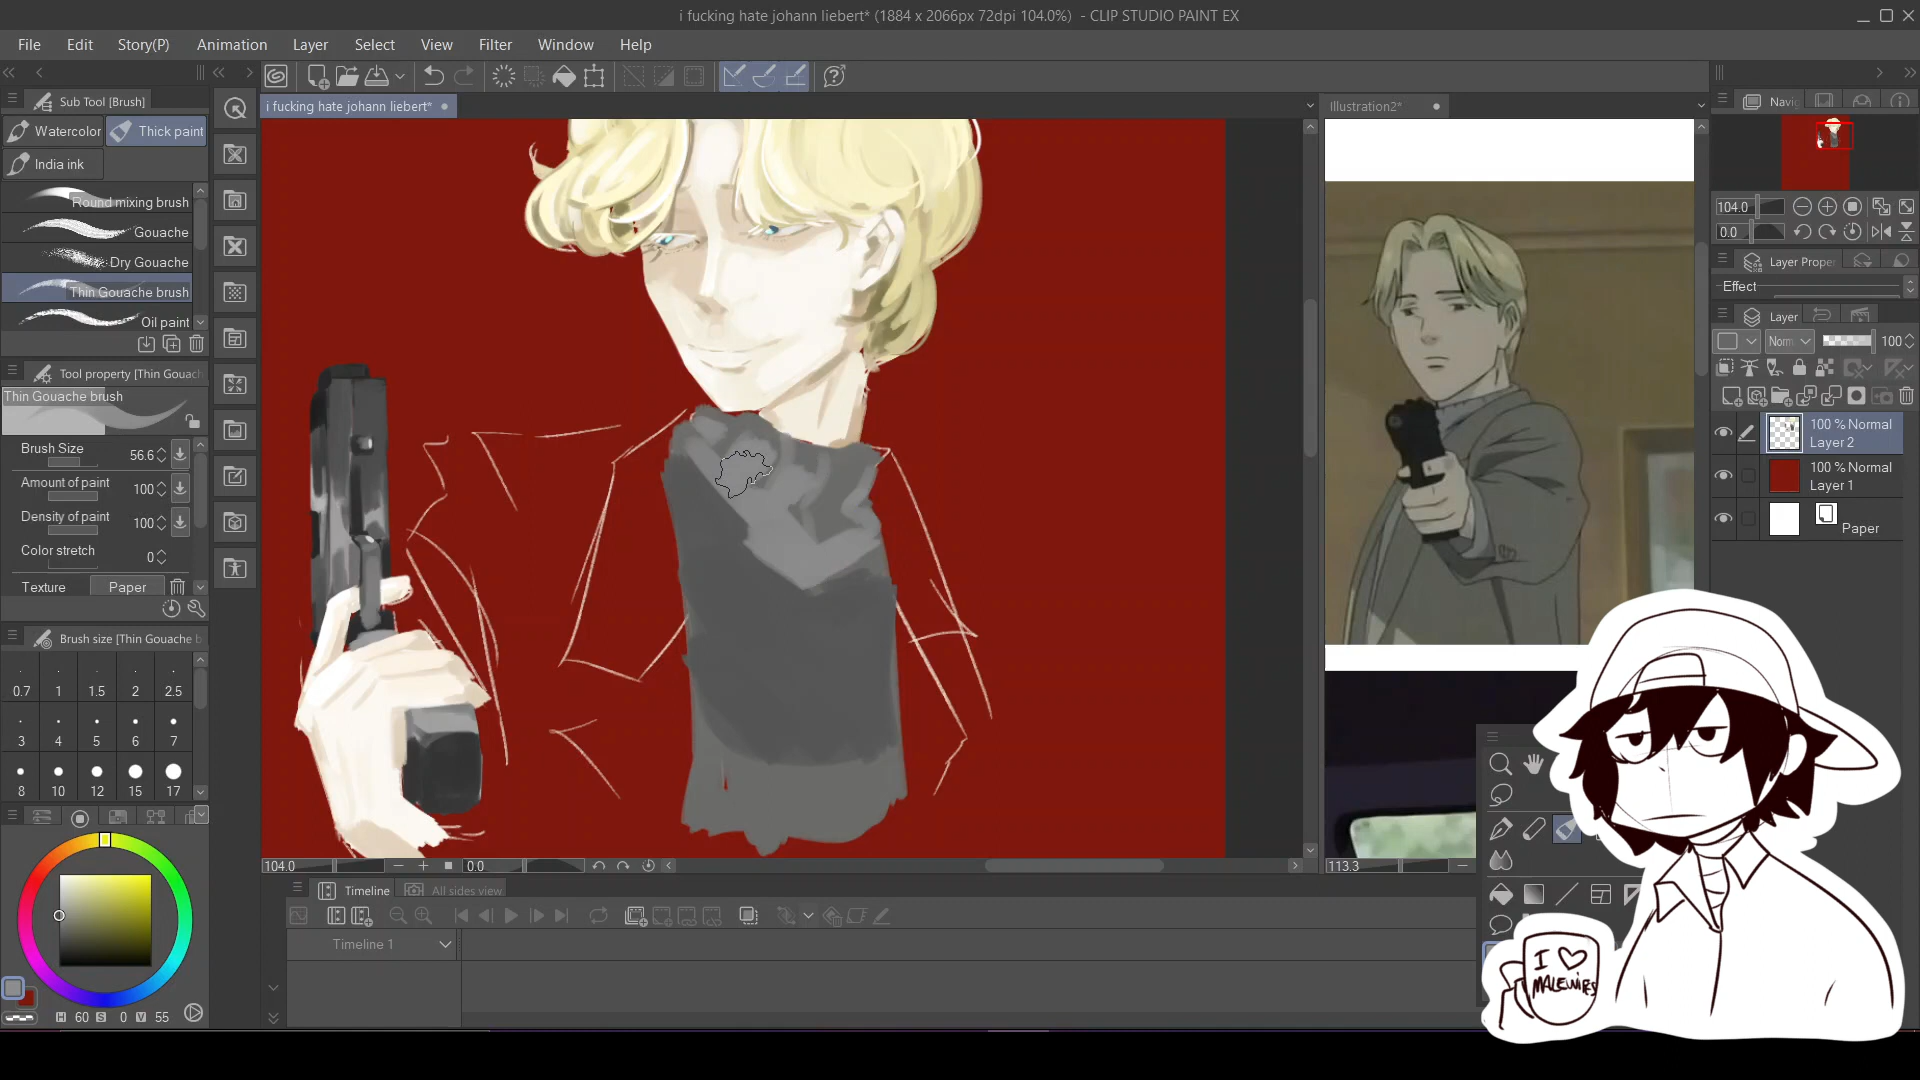 i fucking hate johann liebert* (1884 x 2066px 72dpi 104.0%) - CLIP STUDIO PAINT EX
File Edit Story(P) Animation Layer Select View Filter Window Help
Sub Tool [Brush]
Watercolor Thick paint
India ink
Round mixing brush
Gouache
Dry Gouache
Thin Gouache brush
Oil paint
Tool property [Thin Gouach
Thin Gouache brush
Brush Size 56.6
Amount of paint 100
Density of paint 100
Color stretch 0
Texture Paper
Brush size [Thin Gouache b
0.7 1 1.5 2 2.5
3 4 5 6 7
8 10 12 15 17
H 60 S 0 V 55
i fucking hate johann liebert*
Illustration2*
104.0 0.0
113.3
Timeline All sides view
Timeline 1
Navi
104.0
0.0
Layer Prope
Effect
Layer
Norm 100
100 % Normal
Layer 2
100 % Normal
Layer 1
Paper
I
MALEWIFES